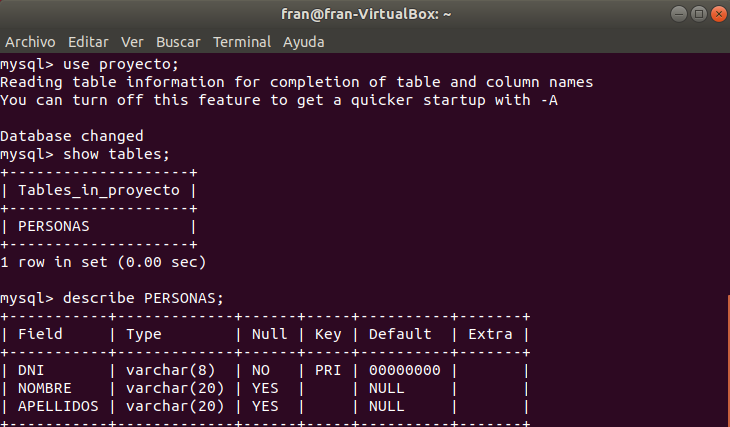 fran@fran-VirtualBox: ~
Archivo Editar Ver Buscar Terminal Ayuda
mysql> use proyecto;
Reading table information for completion of table and column names
You can turn off this feature to get a quicker startup with -A
Database changed
mysql> show tables;
+--------------------+
| Tables_in_proyecto |
+--------------------+
| PERSONAS           |
+--------------------+
1 row in set (0.00 sec)
mysql> describe PERSONAS;
+-----------+-------------+------+-----+----------+-------+
| Field     | Type        | Null | Key | Default  | Extra |
+-----------+-------------+------+-----+----------+-------+
| DNI       | varchar(8)  | NO   | PRI | 00000000 |       |
| NOMBRE    | varchar(20) | YES  |     | NULL     |       |
| APELLIDOS | varchar(20) | YES  |     | NULL     |       |
+-----------+-------------+------+-----+----------+-------+